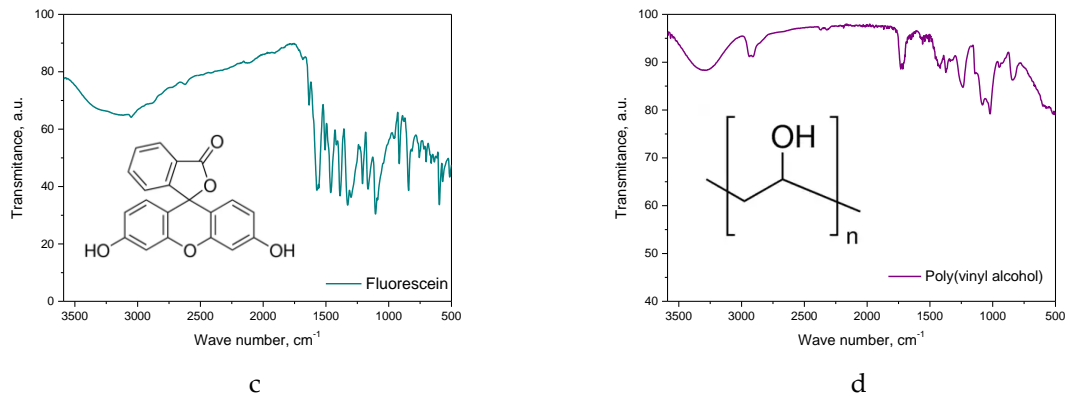 100
80
60
40
20
0
3500 3000 2500 2000 1500 1000 500
Transmitance, a.u.
Wave number, cm-1
O
O
HO O OH
Fluorescein
c
100
90
80
70
60
50
40
3500 3000 2500 2000 1500 1000 500
Transmitance, a.u.
Wave number, cm-1
OH
n
Poly(vinyl alcohol)
d